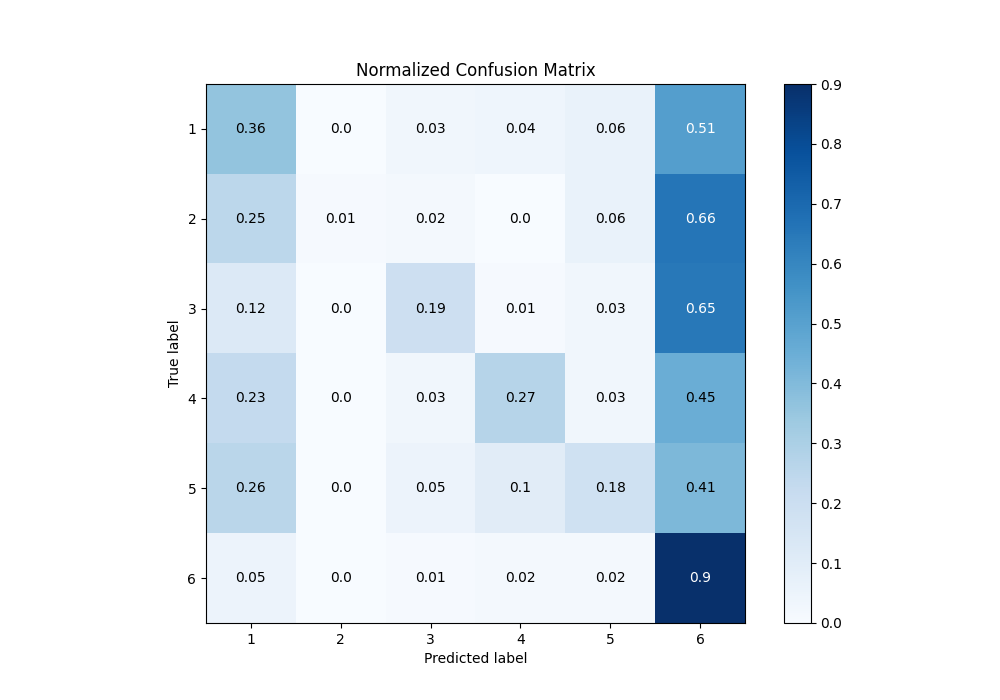 Normalized Confusion Matrix
1 0.36 0.0 0.03 0.04 0.06 0.51
2 0.25 0.01 0.02 0.0 0.06 0.66
3 0.12 0.0 0.19 0.01 0.03 0.65
4 0.23 0.0 0.03 0.27 0.03 0.45
5 0.26 0.0 0.05 0.1 0.18 0.41
6 0.05 0.0 0.01 0.02 0.02 0.9
1 2 3 4 5 6
True label
Predicted label
0.9
0.8
0.7
0.6
0.5
0.4
0.3
0.2
0.1
0.0